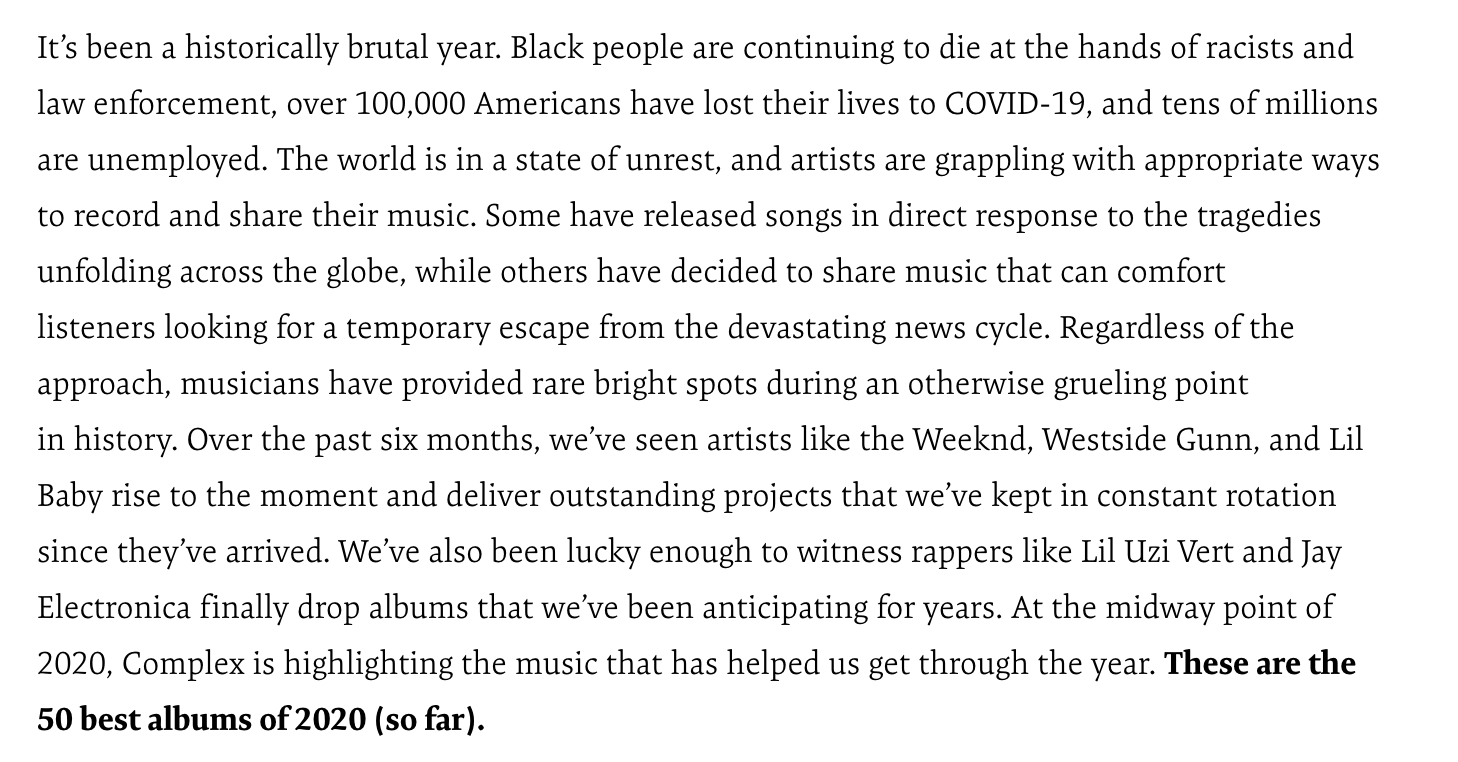 It’s been a historically brutal year. Black people are continuing to die at the hands of racists and
law enforcement, over 100,000 Americans have lost their lives to COVID-19, and tens of millions
are unemployed. The world is in a state of unrest, and artists are grappling with appropriate ways
to record and share their music. Some have released songs in direct response to the tragedies
unfolding across the globe, while others have decided to share music that can comfort
listeners looking for a temporary escape from the devastating news cycle. Regardless of the
approach, musicians have provided rare bright spots during an otherwise grueling point
in history. Over the past six months, we’ve seen artists like the Weeknd, Westside Gunn, and Lil
Baby rise to the moment and deliver outstanding projects that we’ve kept in constant rotation
since they’ve arrived. We’ve also been lucky enough to witness rappers like Lil Uzi Vert and Jay
Electronica finally drop albums that we’ve been anticipating for years. At the midway point of
2020, Complex is highlighting the music that has helped us get through the year. These are the
50 best albums of 2020 (so far).